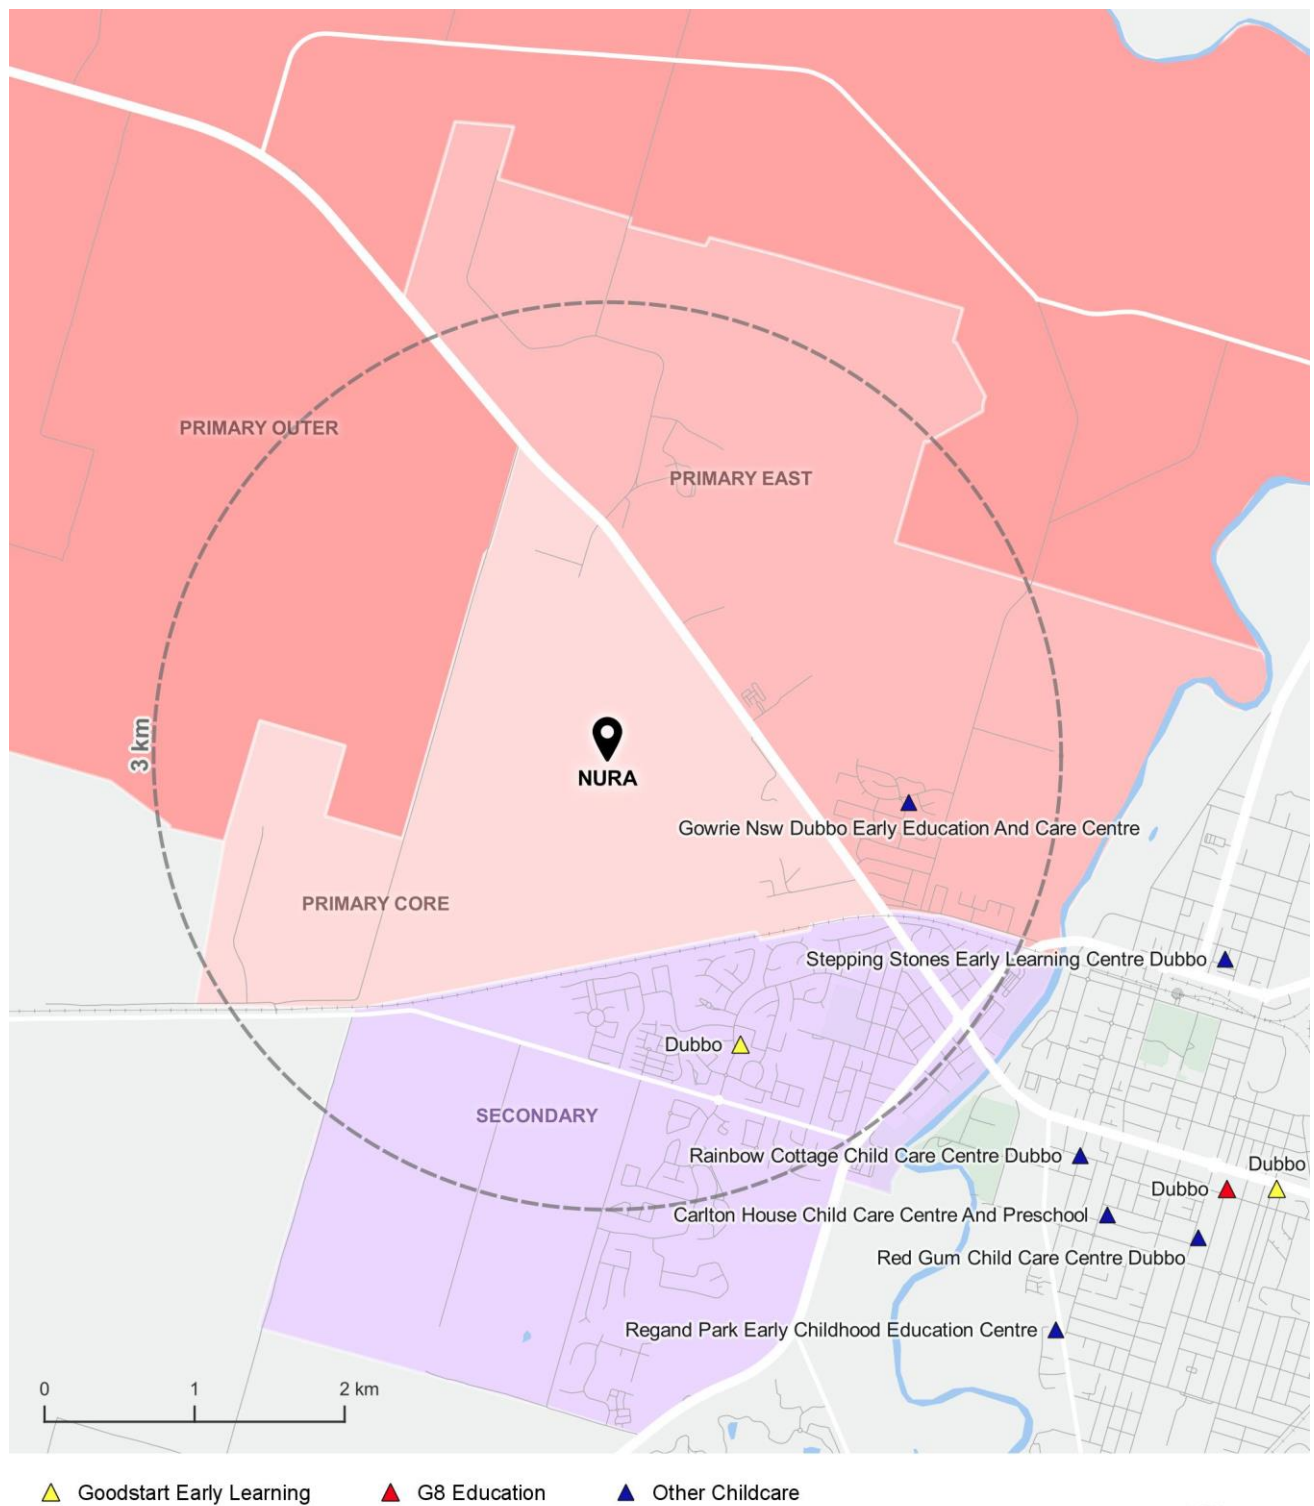 PRIMARY OUTER
PRIMARY EAST
3 km
NURA
Gowrie Nsw Dubbo Early Education And Care Centre
PRIMARY CORE
Stepping Stones Early Learning Centre Dubbo
Dubbo
SECONDARY
Rainbow Cottage Child Care Centre Dubbo
Dubbo
Dubbo
Carlton House Child Care Centre And Preschool
Red Gum Child Care Centre Dubbo
Regand Park Early Childhood Education Centre
0 1 2 km
Goodstart Early Learning G8 Education Other Childcare